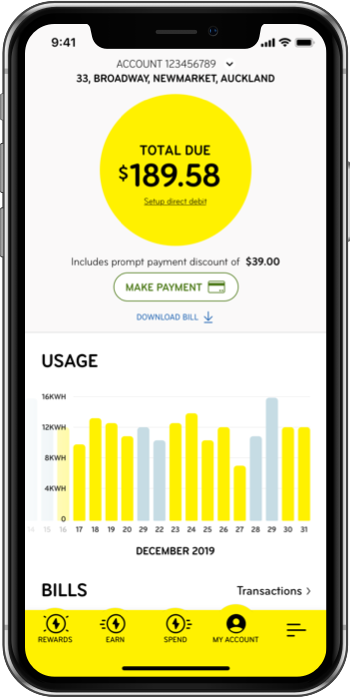 9:41
ACCOUNT 123456789
33, BROADWAY, NEWMARKET, AUCKLAND
TOTAL DUE
$189.58
Setup direct debit
Includes prompt payment discount of $39.00
MAKE PAYMENT
DOWNLOAD BILL
USAGE
16KWH
12KWH
8KWH
4KWH
0
14 15 16 17 18 19 20 29 22 23 24 25 26 27 28 29 30 31
DECEMBER 2019
BILLS Transactions >
REWARDS EARN SPEND MY ACCOUNT